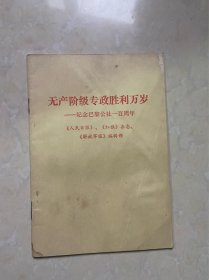 无产阶级专政胜利万岁
——纪念巴黎公社一百周年
《人民日报》、《红旗》杂志、
《解放军报》编辑部